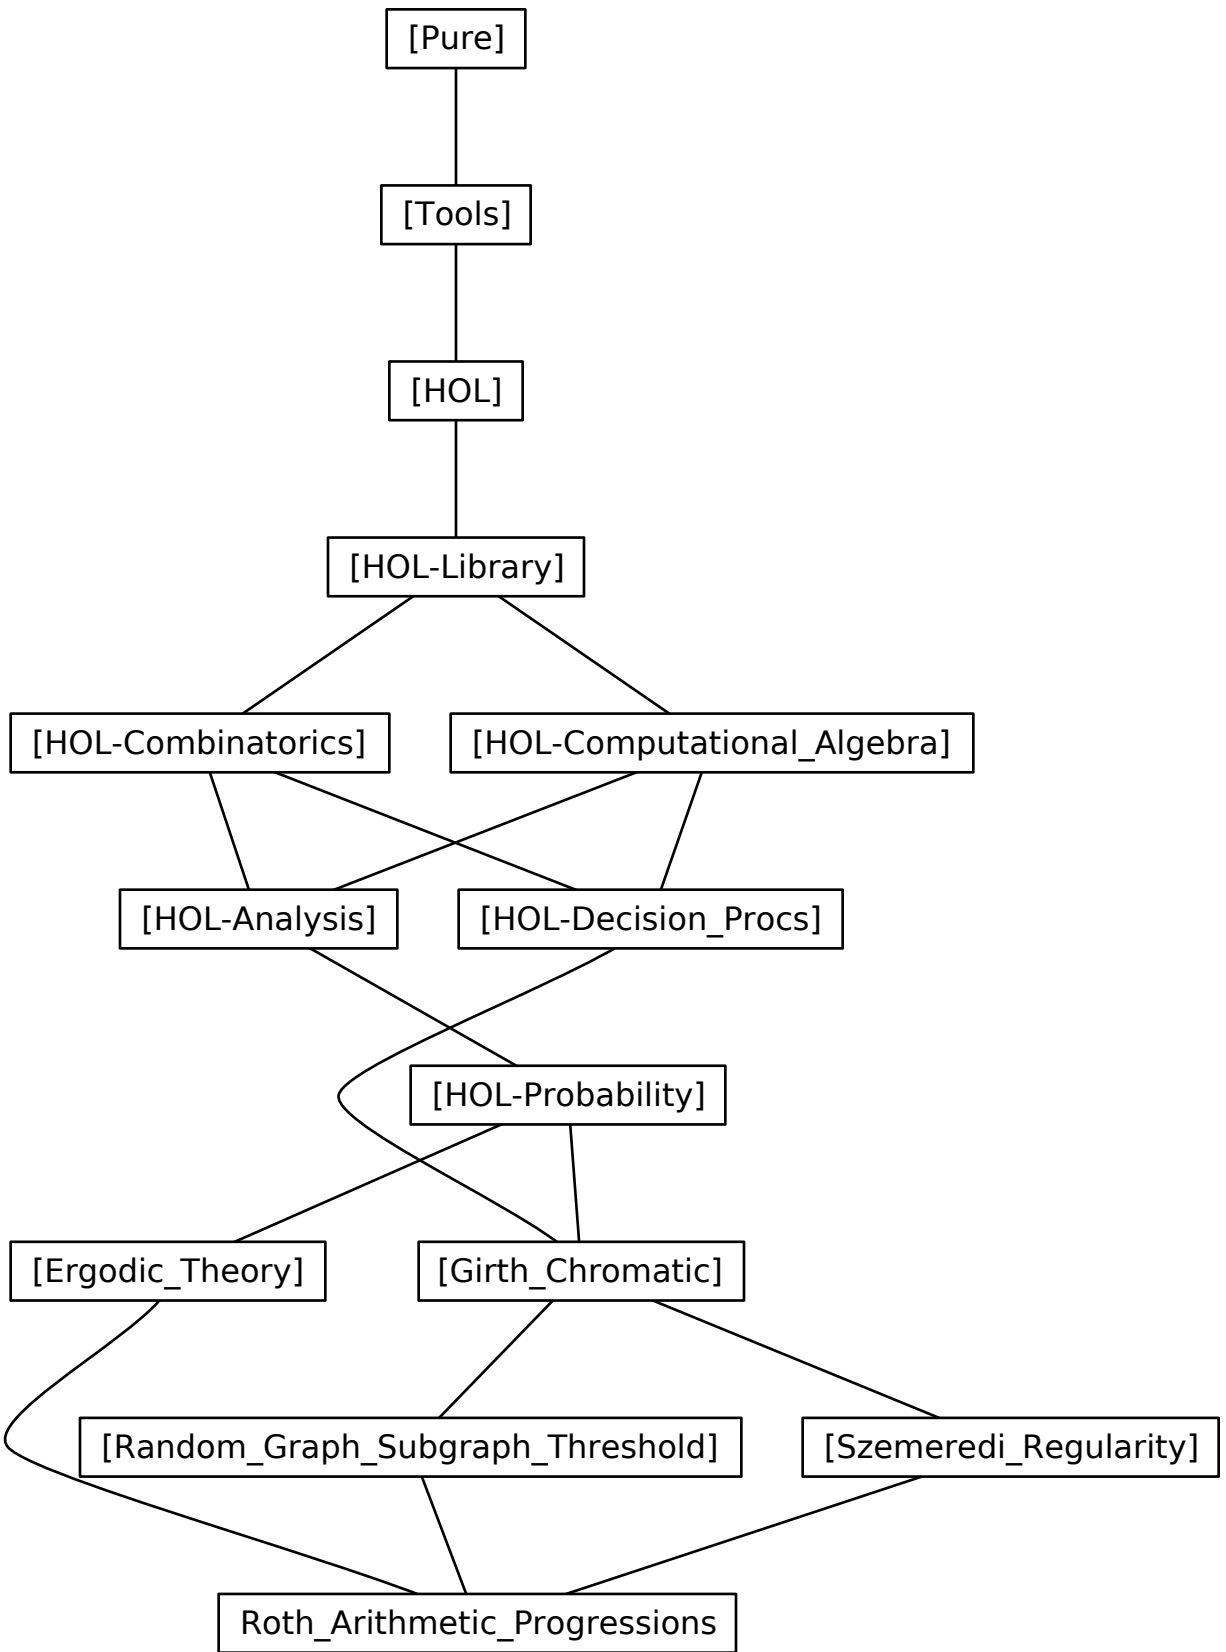 [Pure]
[Tools]
[HOL]
[HOL-Library]
[HOL-Combinatorics]
[HOL-Computational_Algebra]
[HOL-Analysis]
[HOL-Decision_Procs]
[HOL-Probability]
[Ergodic_Theory]
[Girth_Chromatic]
[Random_Graph_Subgraph_Threshold]
[Szemeredi_Regularity]
Roth_Arithmetic_Progressions